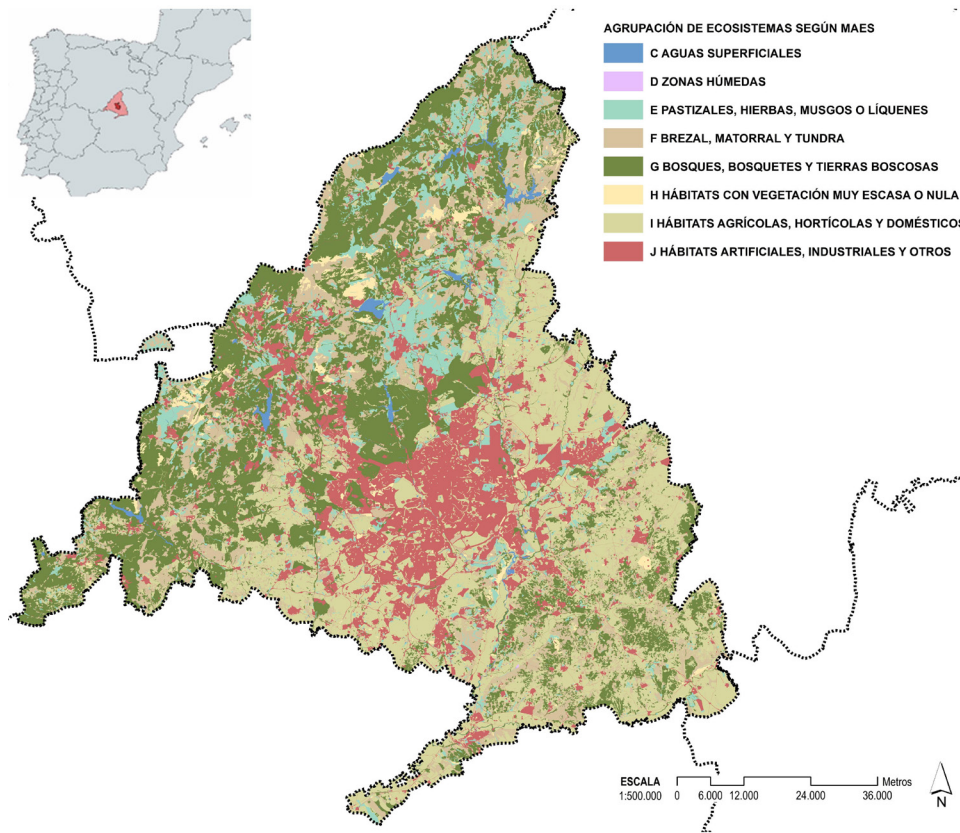 AGRUPACIÓN DE ECOSISTEMAS SEGÚN MAES
C AGUAS SUPERFICIALES
D ZONAS HÚMEDAS
E PASTIZALES, HIERBAS, MUSGOS O LÍQUENES
F BREZAL, MATORRAL Y TUNDRA
G BOSQUES, BOSQUETES Y TIERRAS BOSCOSAS
H HÁBITATS CON VEGETACIÓN MUY ESCASA O NULA
I HÁBITATS AGRÍCOLAS, HORTÍCOLAS Y DOMÉSTICOS
J HÁBITATS ARTIFICIALES, INDUSTRIALES Y OTROS
ESCALA
Metros
1:500.000 0 6.000 12.000 24.000 36.000
N